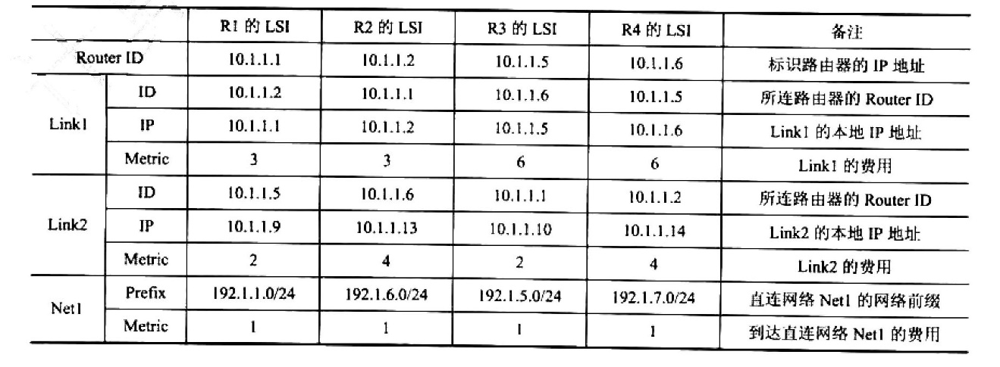 R1 的 LSI R2 的 LSI R3 的 LSI R4 的 LSI 备注
Router ID 10.1.1.1 10.1.1.2 10.1.1.5 10.1.1.6 标识路由器的 IP 地址
Link1 ID 10.1.1.2 10.1.1.1 10.1.1.6 10.1.1.5 所连路由器的 Router ID
IP 10.1.1.1 10.1.1.2 10.1.1.5 10.1.1.6 Link1 的本地 IP 地址
Metric 3 3 6 6 Link1 的费用
Link2 ID 10.1.1.5 10.1.1.6 10.1.1.1 10.1.1.2 所连路由器的 Router ID
IP 10.1.1.9 10.1.1.13 10.1.1.10 10.1.1.14 Link2 的本地 IP 地址
Metric 2 4 2 4 Link2 的费用
Net1 Prefix 192.1.1.0/24 192.1.6.0/24 192.1.5.0/24 192.1.7.0/24 直连网络 Net1 的网络前缀
Metric 1 1 1 1 到达直连网络 Net1 的费用